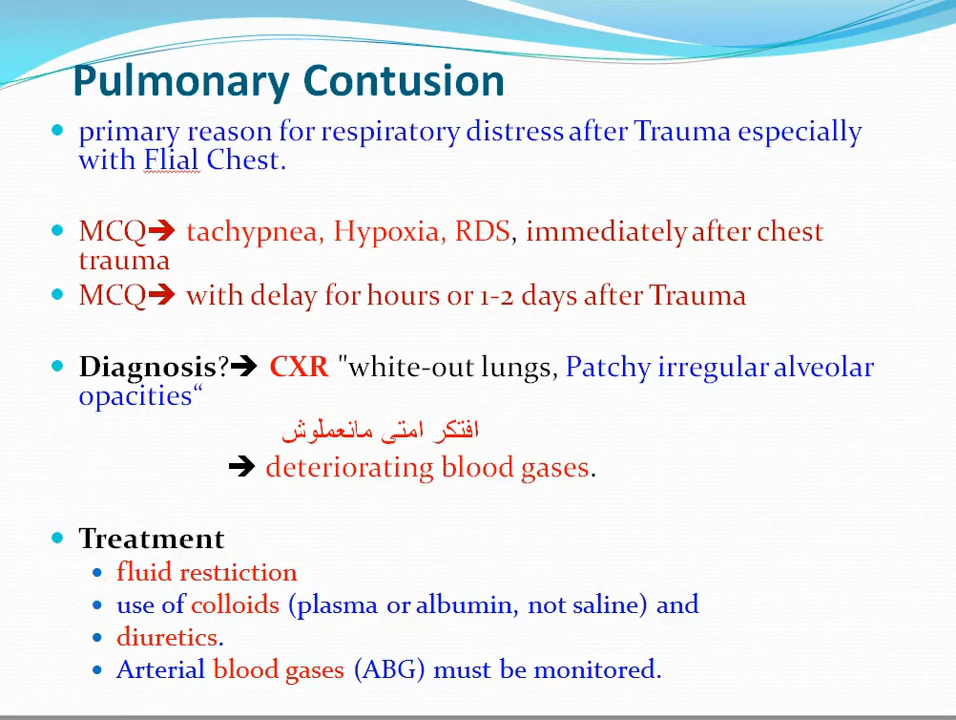 Pulmonary Contusion
primary reason for respiratory distress after Trauma especially
with Flial Chest.
MCQ➔ tachypnea, Hypoxia, RDS, immediately after chest
trauma
MCQ➔ with delay for hours or 1-2 days after Trauma
Diagnosis?➔ CXR "white-out lungs, Patchy irregular alveolar
opacities“
افتكر امتى مانعملوش
➔ deteriorating blood gases.
Treatment
fluid rest1iction
use of colloids (plasma or albumin, not saline) and
diuretics.
Arterial blood gases (ABG) must be monitored.